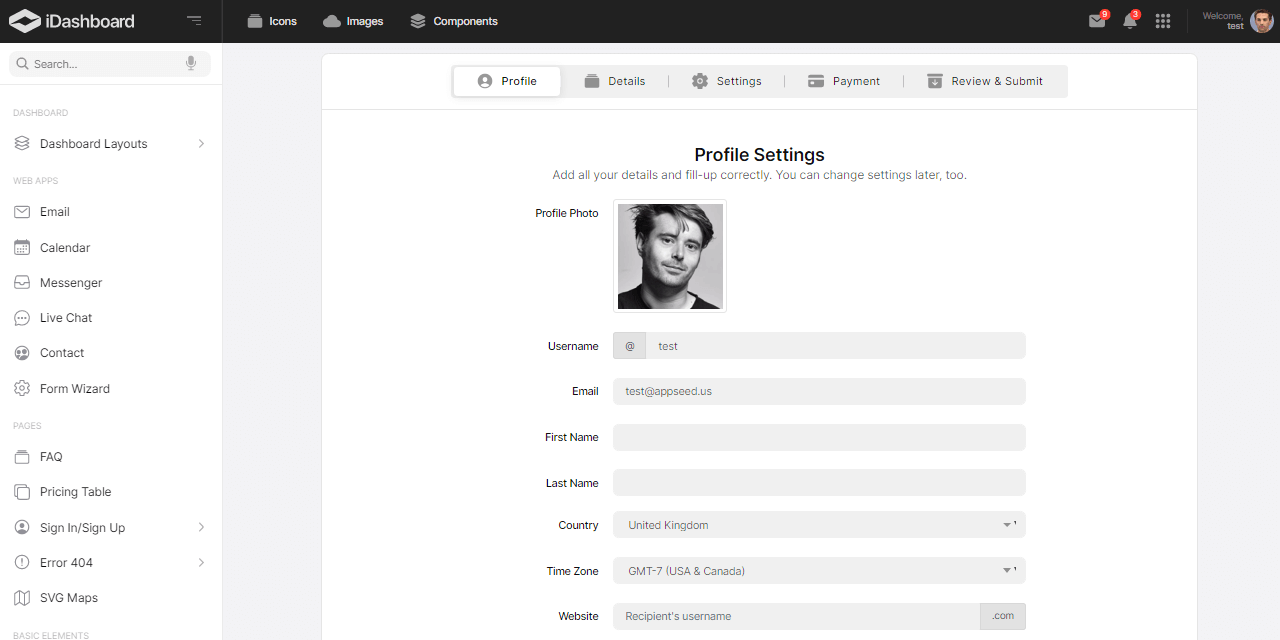 iDashboard
Icons
Images
Components
9
3
Welcome,
test
Search...
DASHBOARD
Dashboard Layouts
WEB APPS
Email
Calendar
Messenger
Live Chat
Contact
Form Wizard
PAGES
FAQ
Pricing Table
Sign In/Sign Up
Error 404
SVG Maps
BASIC ELEMENTS
Profile
Details
Settings
Payment
Review & Submit
Profile Settings
Add all your details and fill-up correctly. You can change settings later, too.
Profile Photo
Username @ test
Email test@appseed.us
First Name
Last Name
Country United Kingdom
Time Zone GMT-7 (USA & Canada)
Website Recipient's username .com